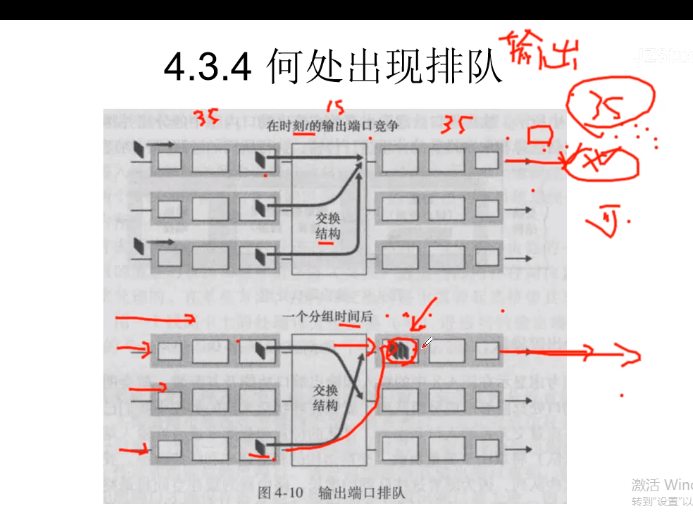 4.3.4 何处出现排队
输出
35
15
35
35
在时刻t的输出端口竞争
交换
结构
一个分组时间后
交换
结构
图4-10 输出端口排队
激活 Wind
转到"设置"以